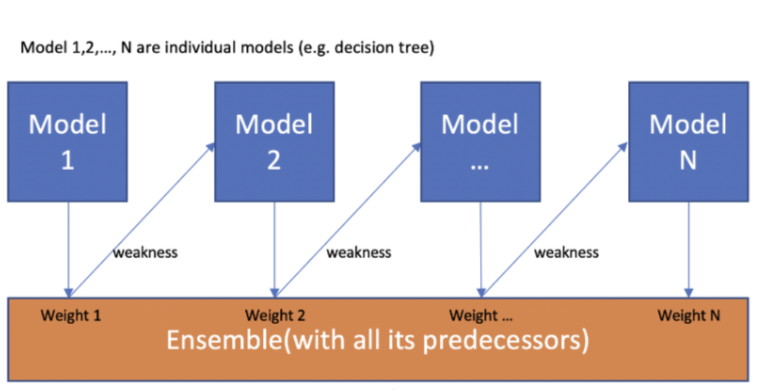 Model 1,2,..., N are individual models (e.g. decision tree)
Model
1
Model
2
Model
...
Model
N
weakness
weakness
weakness
Weight 1
Weight 2
Weight ...
Weight N
Ensemble(with all its predecessors)